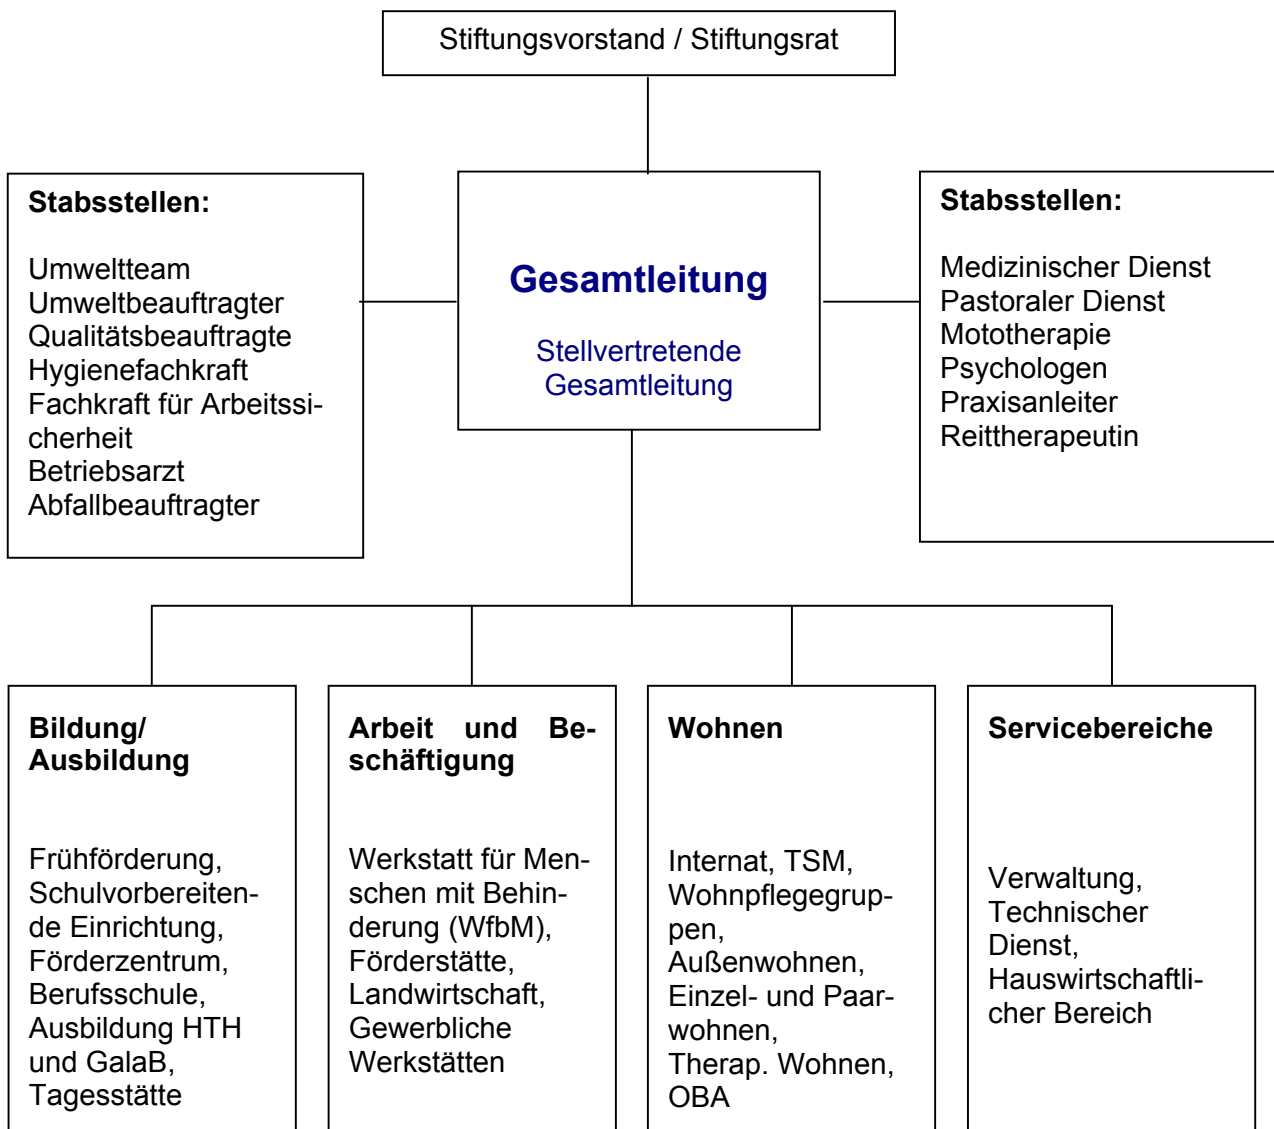 Stiftungsvorstand / Stiftungsrat
Stabsstellen:
Umweltteam
Umweltbeauftragter
Qualitätsbeauftragte
Hygienefachkraft
Fachkraft für Arbeitssi-
cherheit
Betriebsarzt
Abfallbeauftragter
Gesamtleitung
Stellvertretende
Gesamtleitung
Stabsstellen:
Medizinischer Dienst
Pastoraler Dienst
Mototherapie
Psychologen
Praxisanleiter
Reittherapeutin
Bildung/
Ausbildung
Frühförderung,
Schulvorbereiten-
de Einrichtung,
Förderzentrum,
Berufsschule,
Ausbildung HTH
und GalaB,
Tagesstätte
Arbeit und Be-
schäftigung
Werkstatt für Men-
schen mit Behin-
derung (WfbM),
Förderstätte,
Landwirtschaft,
Gewerbliche
Werkstätten
Wohnen
Internat, TSM,
Wohnpflegegrup-
pen,
Außenwohnen,
Einzel- und Paar-
wohnen,
Therap. Wohnen,
OBA
Servicebereiche
Verwaltung,
Technischer
Dienst,
Hauswirtschaftli-
cher Bereich